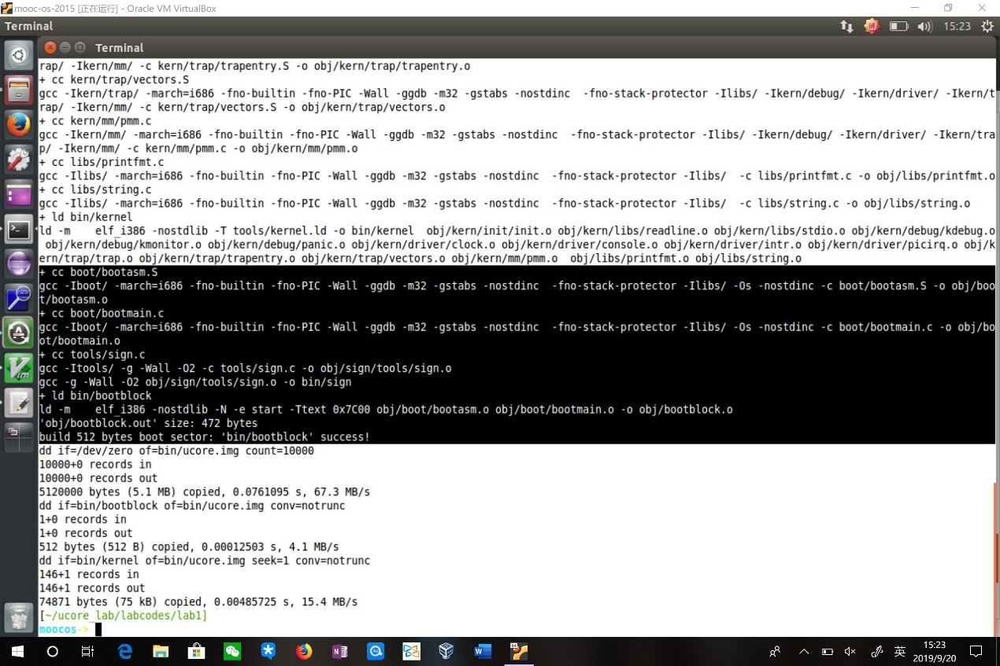 mooc-os-2015 [正在运行] - Oracle VM VirtualBox
Terminal
15:23
Terminal
rap/ -Ikern/mm/ -c kern/trap/trapentry.S -o obj/kern/trap/trapentry.o
+ cc kern/trap/vectors.S
gcc -Ikern/trap/ -march=i686 -fno-builtin -fno-PIC -Wall -ggdb -m32 -gstabs -nostdinc  -fno-stack-protector -Ilibs/ -Ikern/debug/ -Ikern/driver/ -Ikern/t
rap/ -Ikern/mm/ -c kern/trap/vectors.S -o obj/kern/trap/vectors.o
+ cc kern/mm/pmm.c
gcc -Ikern/mm/ -march=i686 -fno-builtin -fno-PIC -Wall -ggdb -m32 -gstabs -nostdinc  -fno-stack-protector -Ilibs/ -Ikern/debug/ -Ikern/driver/ -Ikern/tra
p/ -Ikern/mm/ -c kern/mm/pmm.c -o obj/kern/mm/pmm.o
+ cc libs/printfmt.c
gcc -Ilibs/ -march=i686 -fno-builtin -fno-PIC -Wall -ggdb -m32 -gstabs -nostdinc  -fno-stack-protector -Ilibs/  -c libs/printfmt.c -o obj/libs/printfmt.o
+ cc libs/string.c
gcc -Ilibs/ -march=i686 -fno-builtin -fno-PIC -Wall -ggdb -m32 -gstabs -nostdinc  -fno-stack-protector -Ilibs/  -c libs/string.c -o obj/libs/string.o
+ ld bin/kernel
ld -m    elf_i386 -nostdlib -T tools/kernel.ld -o bin/kernel  obj/kern/init/init.o obj/kern/libs/readline.o obj/kern/libs/stdio.o obj/kern/debug/kdebug.o
 obj/kern/debug/kmonitor.o obj/kern/debug/panic.o obj/kern/driver/clock.o obj/kern/driver/console.o obj/kern/driver/intr.o obj/kern/driver/picirq.o obj/k
ern/trap/trap.o obj/kern/trap/trapentry.o obj/kern/trap/vectors.o obj/kern/mm/pmm.o  obj/libs/printfmt.o obj/libs/string.o
+ cc boot/bootasm.S
gcc -Iboot/ -march=i686 -fno-builtin -fno-PIC -Wall -ggdb -m32 -gstabs -nostdinc  -fno-stack-protector -Ilibs/ -Os -nostdinc -c boot/bootasm.S -o obj/boo
t/bootasm.o
+ cc boot/bootmain.c
gcc -Iboot/ -march=i686 -fno-builtin -fno-PIC -Wall -ggdb -m32 -gstabs -nostdinc  -fno-stack-protector -Ilibs/ -Os -nostdinc -c boot/bootmain.c -o obj/bo
ot/bootmain.o
+ cc tools/sign.c
gcc -Itools/ -g -Wall -O2 -c tools/sign.c -o obj/sign/tools/sign.o
gcc -g -Wall -O2 obj/sign/tools/sign.o -o bin/sign
+ ld bin/bootblock
ld -m    elf_i386 -nostdlib -N -e start -Ttext 0x7C00 obj/boot/bootasm.o obj/boot/bootmain.o -o obj/bootblock.o
'obj/bootblock.out' size: 472 bytes
build 512 bytes boot sector: 'bin/bootblock' success!
dd if=/dev/zero of=bin/ucore.img count=10000
10000+0 records in
10000+0 records out
5120000 bytes (5.1 MB) copied, 0.0761095 s, 67.3 MB/s
dd if=bin/bootblock of=bin/ucore.img conv=notrunc
1+0 records in
1+0 records out
512 bytes (512 B) copied, 0.00012503 s, 4.1 MB/s
dd if=bin/kernel of=bin/ucore.img seek=1 conv=notrunc
146+1 records in
146+1 records out
74871 bytes (75 kB) copied, 0.00485725 s, 15.4 MB/s
[~/ucore_lab/labcodes/lab1]
moocos->
英
15:23
2019/9/20